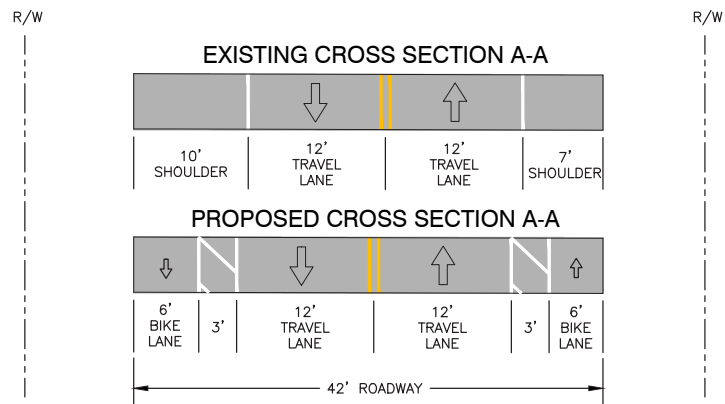 R/W
R/W
EXISTING CROSS SECTION A-A
10'
SHOULDER
12'
TRAVEL
LANE
12'
TRAVEL
LANE
7'
SHOULDER
PROPOSED CROSS SECTION A-A
6'
BIKE
LANE
3'
12'
TRAVEL
LANE
12'
TRAVEL
LANE
3'
6'
BIKE
LANE
42' ROADWAY